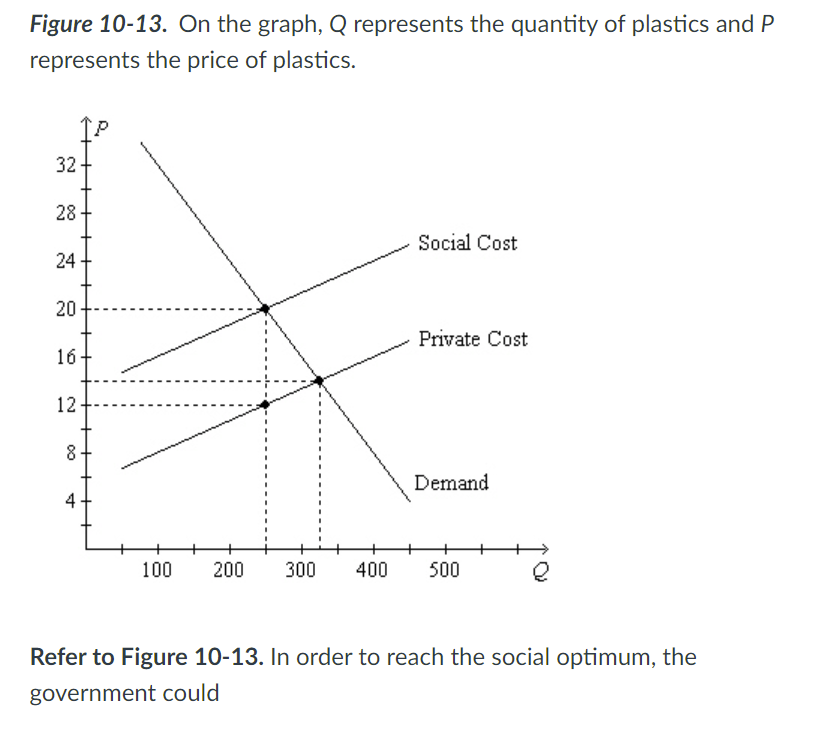 Figure 10-13. On the graph, Q represents the quantity of plastics and P
represents the price of plastics.
P
32
28
Social Cost
24
20
Private Cost
16
12
8
Demand
4
100 200 300 400 500 Q
Refer to Figure 10-13. In order to reach the social optimum, the
government could